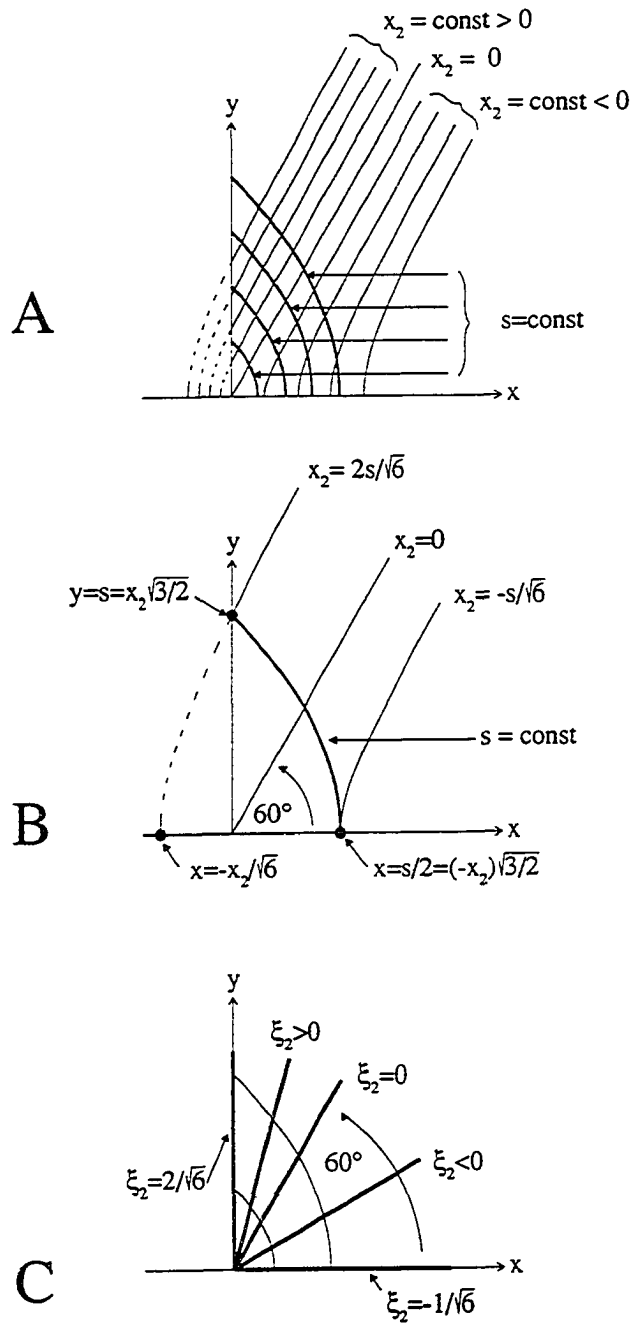 x₂ = const > 0
x₂ = 0
x₂ = const < 0
y
A
s=const
x
x₂ = 2s/√6
y
x₂=0
y=s=x₂√3/2
x₂ = -s/√6
s = const
B
60°
x
x=-x₂/√6
x=s/2=(-x₂)√3/2
y
ξ₂>0
ξ₂=0
60°
ξ₂<0
ξ₂=2/√6
x
C
ξ₂=-1/√6